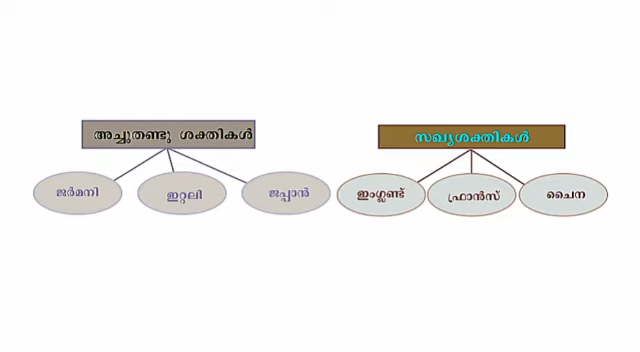 അച്ചുതണ്ടു ശക്തികൾ
ജർമനി
ഇറ്റലി
ജപ്പാൻ
സഖ്യശക്തികൾ
ഇംഗ്ലണ്ട്
ഫ്രാൻസ്
ചൈന